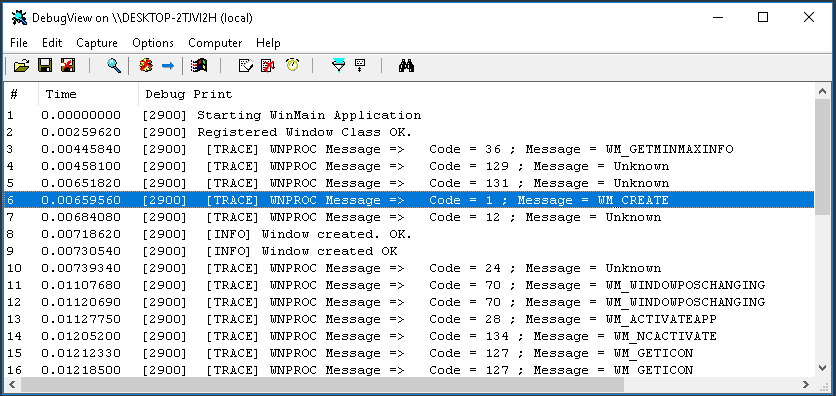 DebugView on \\DESKTOP-2TJVI2H (local)
File Edit Capture Options Computer Help
# Time Debug Print
1 0.00000000 [2900] Starting WinMain Application
2 0.00259620 [2900] Registered Window Class OK.
3 0.00445840 [2900] [TRACE] WNPROC Message => Code = 36 ; Message = WM_GETMINMAXINFO
4 0.00458100 [2900] [TRACE] WNPROC Message => Code = 129 ; Message = Unknown
5 0.00651820 [2900] [TRACE] WNPROC Message => Code = 131 ; Message = Unknown
6 0.00659560 [2900] [TRACE] WNPROC Message => Code = 1 ; Message = WM_CREATE
7 0.00684080 [2900] [TRACE] WNPROC Message => Code = 12 ; Message = Unknown
8 0.00718620 [2900] [INFO] Window created. OK.
9 0.00730540 [2900] [INFO] Window created OK
10 0.00739340 [2900] [TRACE] WNPROC Message => Code = 24 ; Message = Unknown
11 0.01107680 [2900] [TRACE] WNPROC Message => Code = 70 ; Message = WM_WINDOWPOSCHANGING
12 0.01120690 [2900] [TRACE] WNPROC Message => Code = 70 ; Message = WM_WINDOWPOSCHANGING
13 0.01127750 [2900] [TRACE] WNPROC Message => Code = 28 ; Message = WM_ACTIVATEAPP
14 0.01205200 [2900] [TRACE] WNPROC Message => Code = 134 ; Message = WM_NCACTIVATE
15 0.01212330 [2900] [TRACE] WNPROC Message => Code = 127 ; Message = WM_GETICON
16 0.01218500 [2900] [TRACE] WNPROC Message => Code = 127 ; Message = WM_GETICON